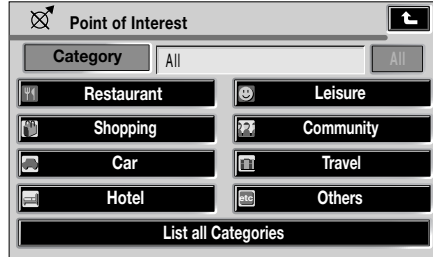 Point of Interest
Category All All
Restaurant Leisure
Shopping Community
Car Travel
Hotel etc Others
List all Categories